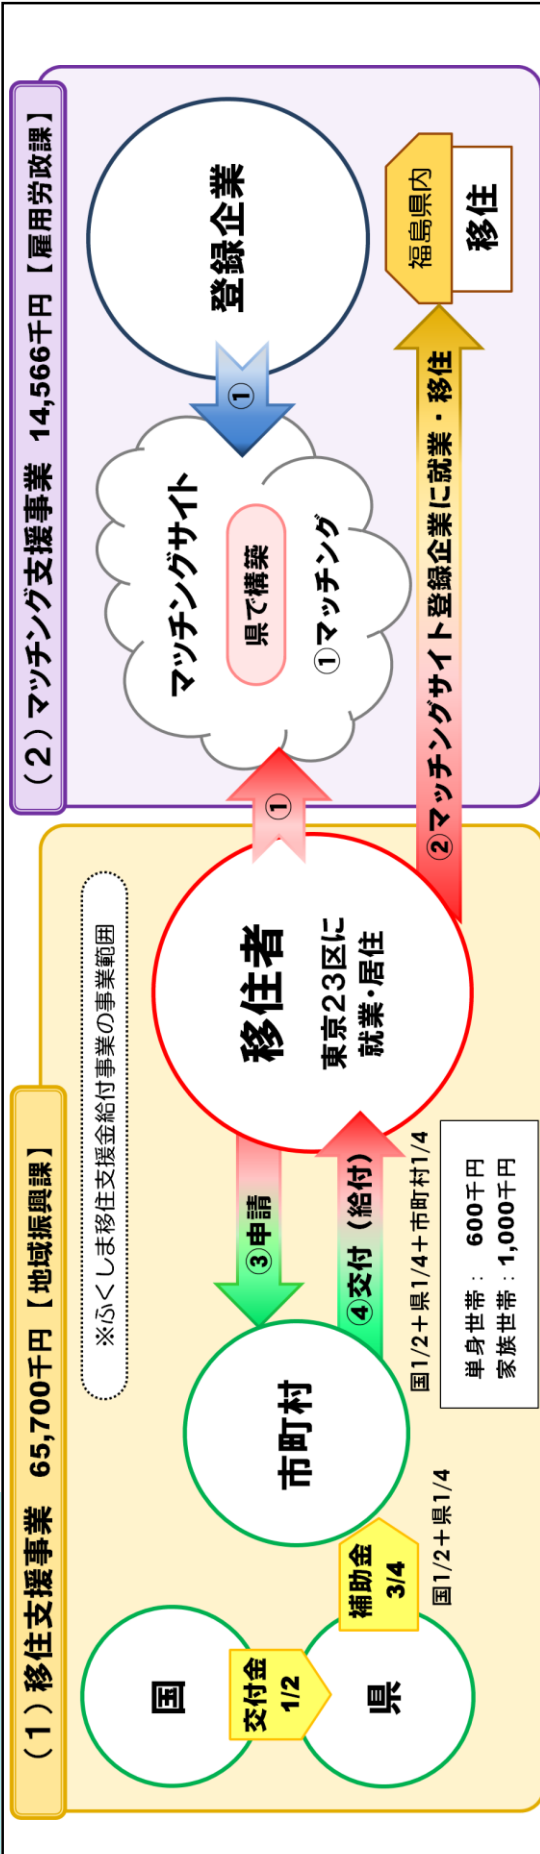 （1）移住支援事業 65,700千円【地域振興課】
※ふくしま移住支援金給付事業の事業範囲
国
交付金
1/2
県
補助金
3/4
国1/2＋県1/4
市町村
③申請
④交付（給付）
国1/2＋県1/4＋市町村1/4
単身世帯： 600千円
家族世帯：1,000千円
移住者
東京23区に
就業・居住
（2）マッチング支援事業 14,566千円【雇用労政課】
①
マッチングサイト
県で構築
①マッチング
①
登録企業
②マッチングサイト登録企業に就業・移住
福島県内
移住